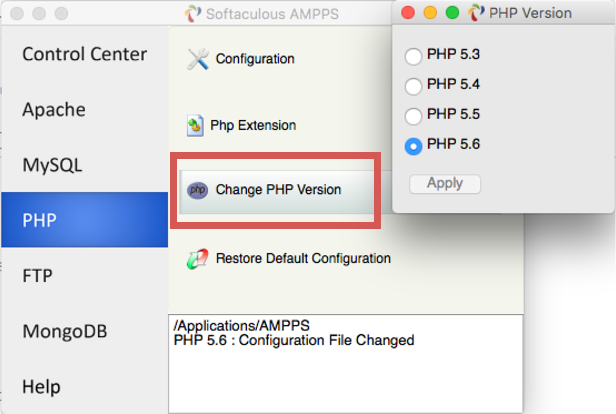 Softaculous AMPPS
Control Center
Apache
MySQL
PHP
FTP
MongoDB
Help
Configuration
Php Extension
php
Change PHP Version
Restore Default Configuration
/Applications/AMPPS
PHP 5.6 : Configuration File Changed
PHP Version
PHP 5.3
PHP 5.4
PHP 5.5
PHP 5.6
Apply